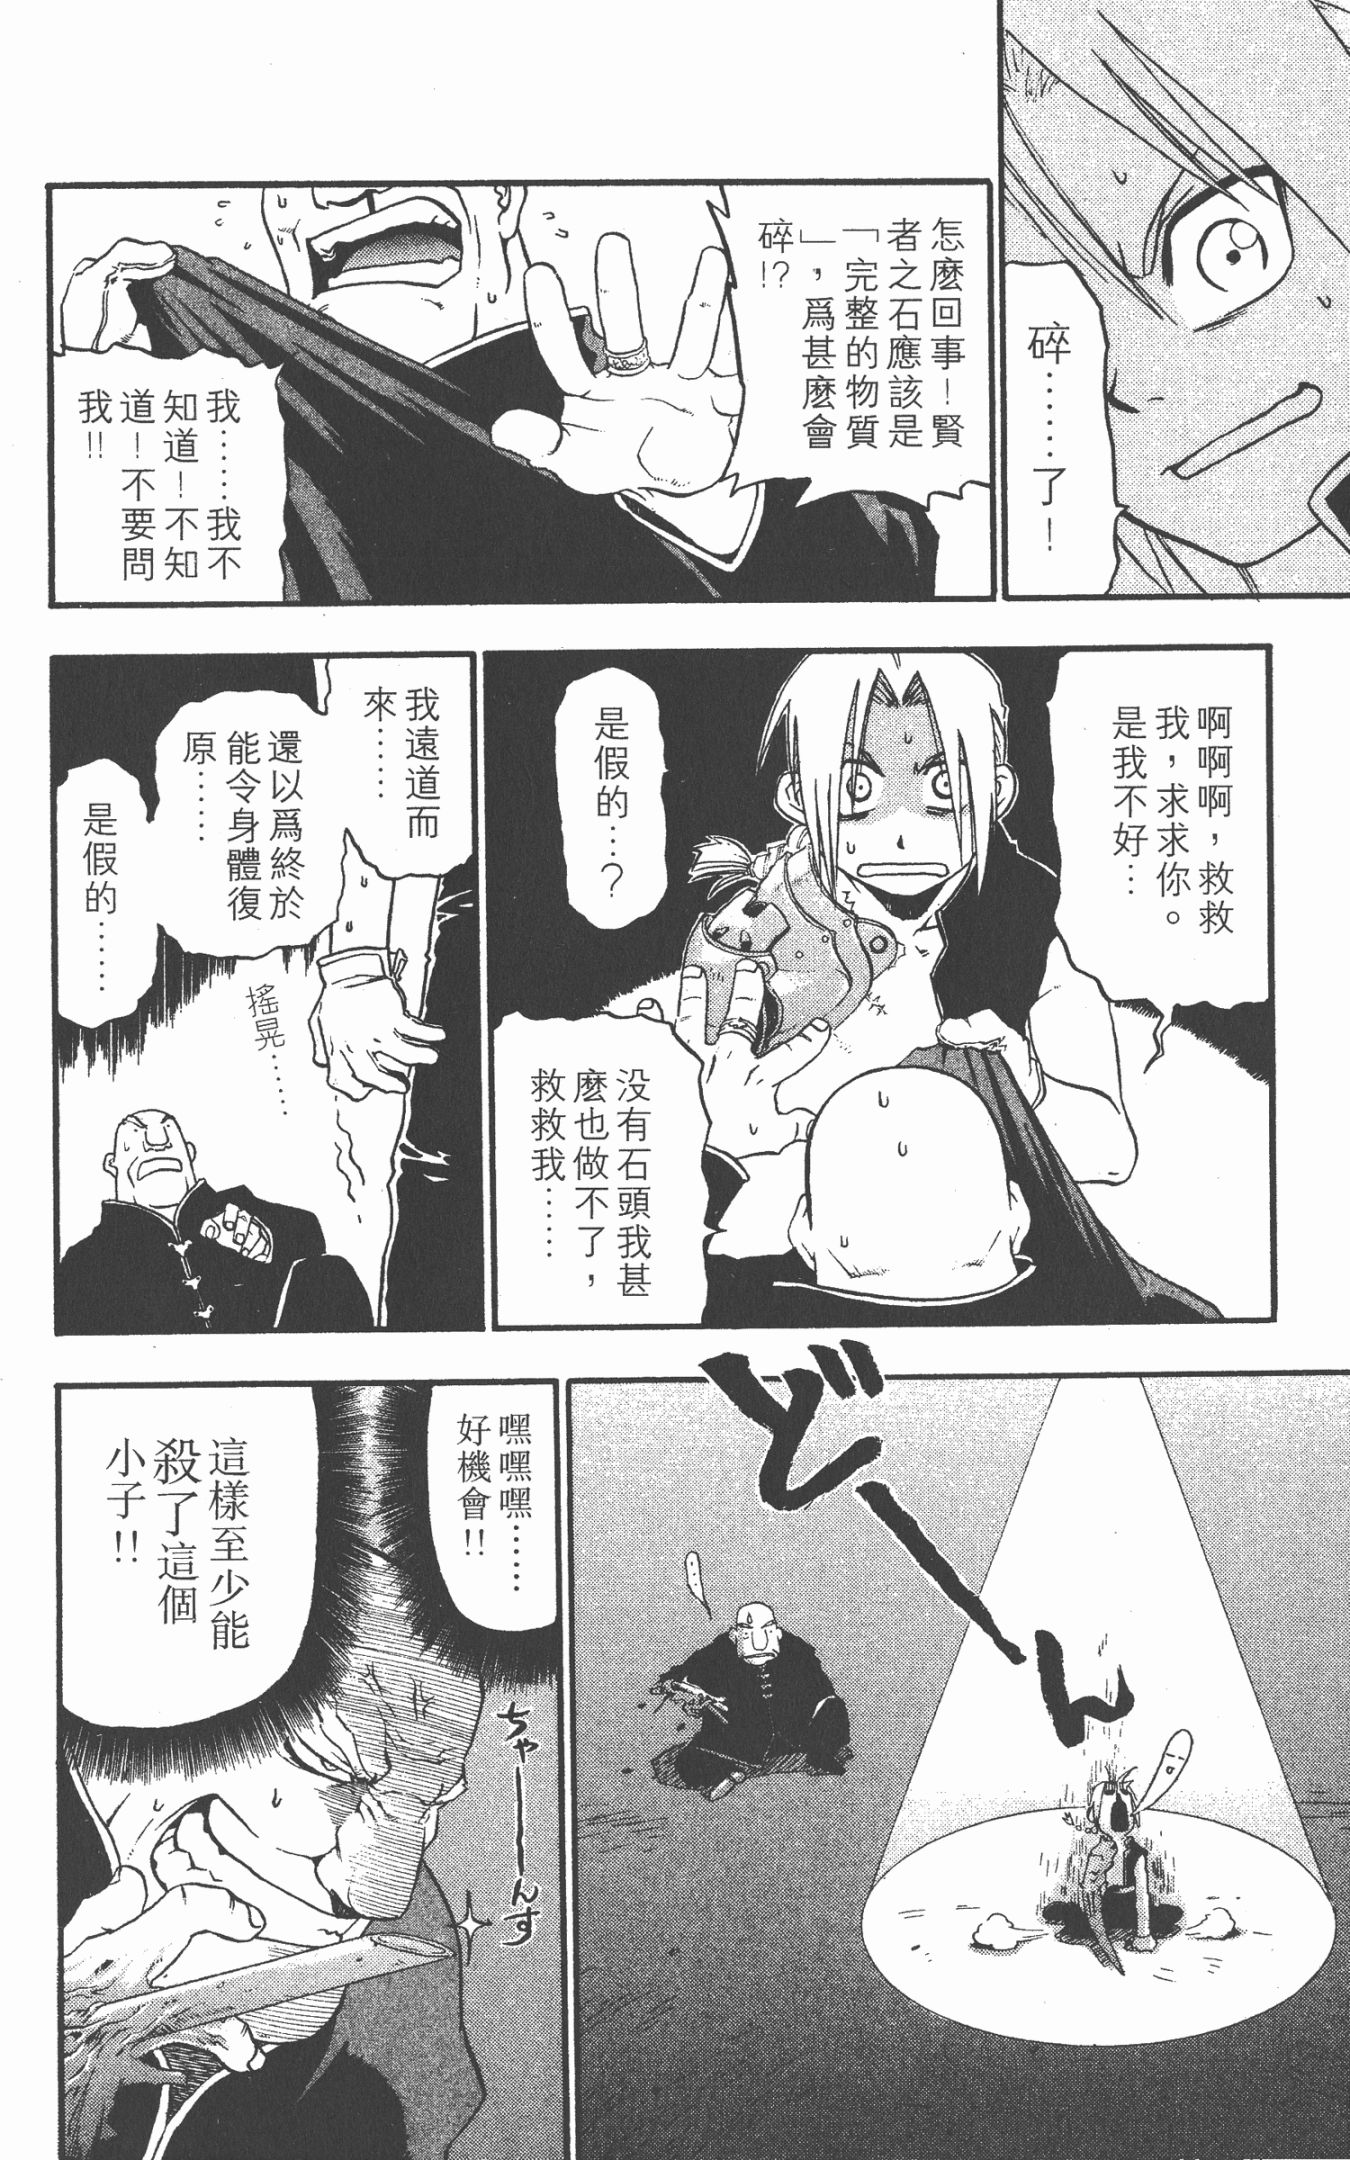 碎……了！
怎麽回事！賢
者之石應該是
「完整的物質
」，爲甚麽會
碎!?
我……我不
知道！不知
道！不要問
我!!
啊啊啊，救救
我，求求你。
是我不好…
是假的…？
没有石頭我甚
麽也做不了，
救救我……
我遠道而
來……
還以爲終於
能令身體復
原……
是假的……
搖晃……
どーん
嘿嘿嘿……
好機會!!
這樣至少能
殺了這個
小子!!
ちゃーーんす